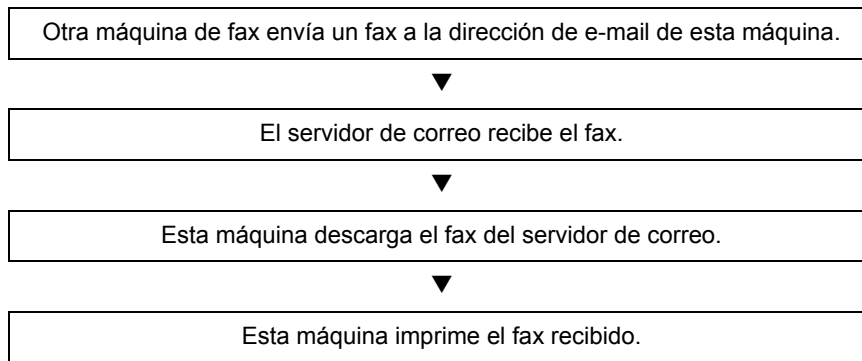 Otra máquina de fax envía un fax a la dirección de e-mail de esta máquina.
El servidor de correo recibe el fax.
Esta máquina descarga el fax del servidor de correo.
Esta máquina imprime el fax recibido.